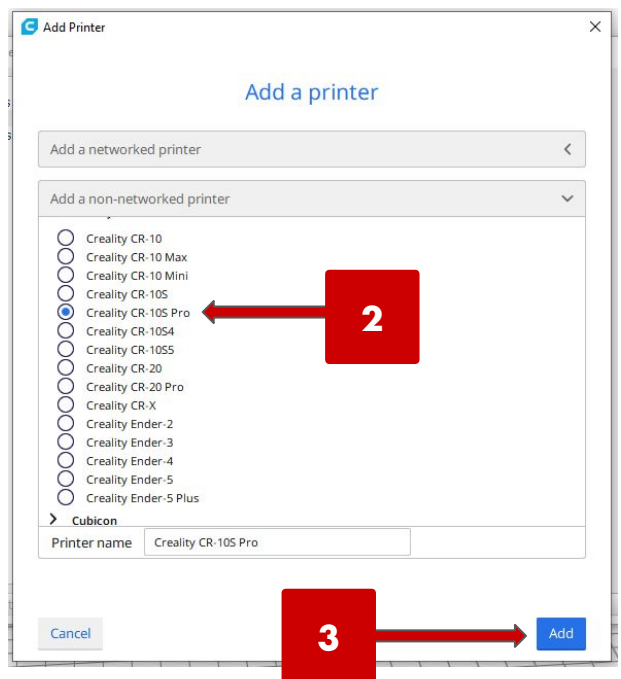 Add Printer
Add a printer
Add a networked printer
Add a non-networked printer
Creality CR-10
Creality CR-10 Max
Creality CR-10 Mini
Creality CR-10S
Creality CR-10S Pro
2
Creality CR-10S4
Creality CR-10S5
Creality CR-20
Creality CR-20 Pro
Creality CR-X
Creality Ender-2
Creality Ender-3
Creality Ender-4
Creality Ender-5
Creality Ender-5 Plus
Cubicon
Printer name Creality CR-10S Pro
Cancel 3 Add